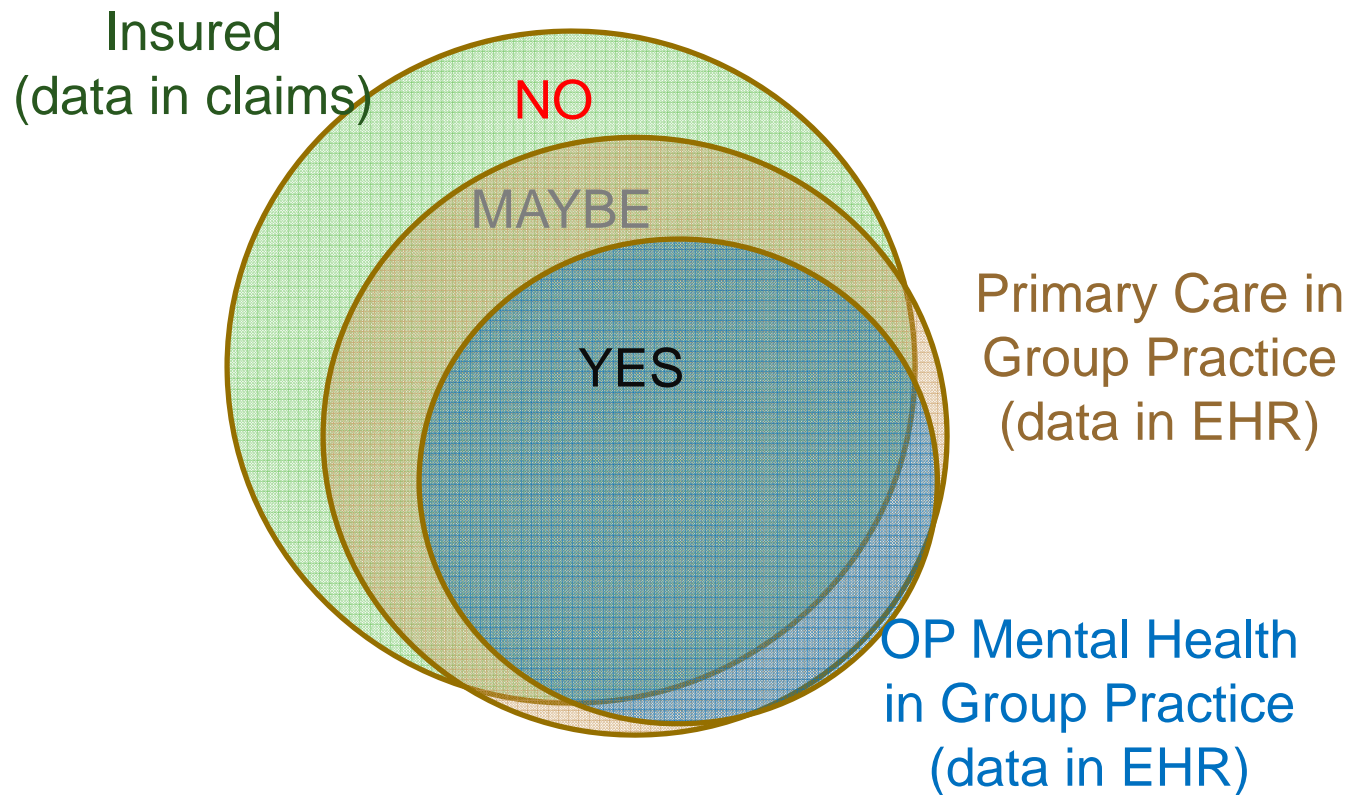 Insured
(data in claims)
NO
MAYBE
YES
Primary Care in
Group Practice
(data in EHR)
OP Mental Health
in Group Practice
(data in EHR)